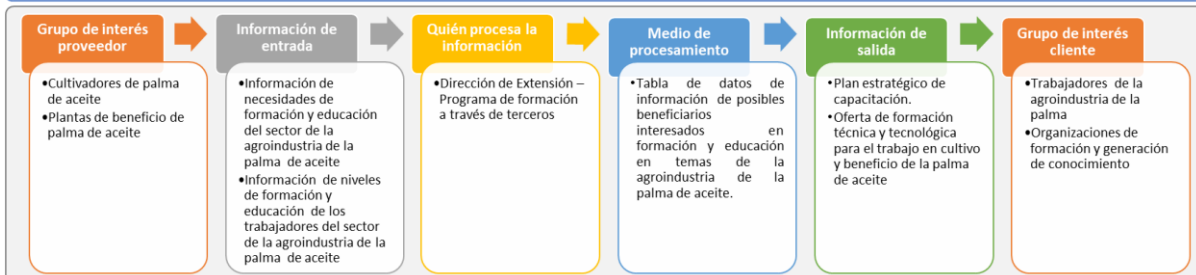 Grupo de interés
proveedor
•Cultivadores de palma
de aceite
•Plantas de beneficio de
palma de aceite
Información de
entrada
•Información de
necesidades de
formación y educación
del sector de la
agroindustria de la
palma de aceite
•Información de niveles
de formación y
educación de los
trabajadores del sector
de la agroindustria de la
palma de aceite
Quién procesa la
información
•Dirección de Extensión –
Programa de formación
a través de terceros
Medio de
procesamiento
•Tabla de datos de
información de posibles
beneficiarios
interesados en
formación y educación
en temas de la
agroindustria de la
palma de aceite.
Información de
salida
•Plan estratégico de
capacitación.
•Oferta de formación
técnica y tecnológica
para el trabajo en cultivo
y beneficio de la palma
de aceite
Grupo de interés
cliente
•Trabajadores de la
agroindustria de la
palma
•Organizaciones de
formación y generación
de conocimiento